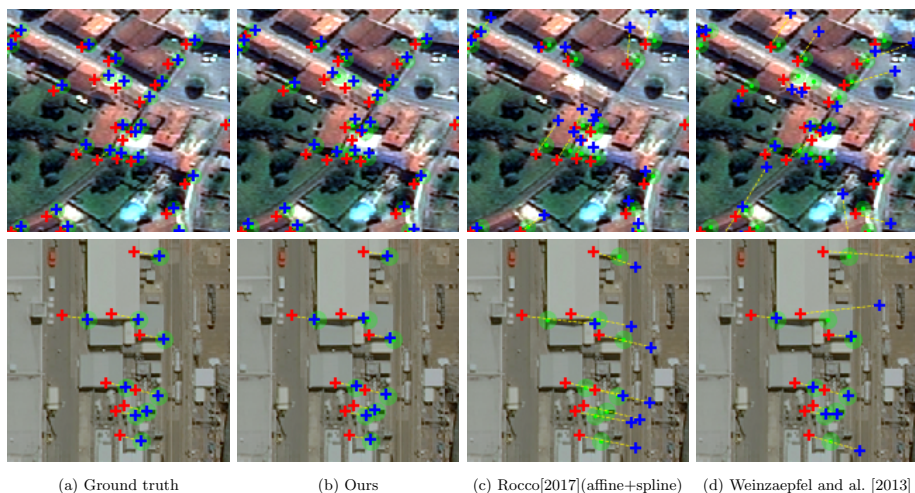 (a) Ground truth
(b) Ours
(c) Rocco[2017](affine+spline)
(d) Weinzaepfel and al. [2013]